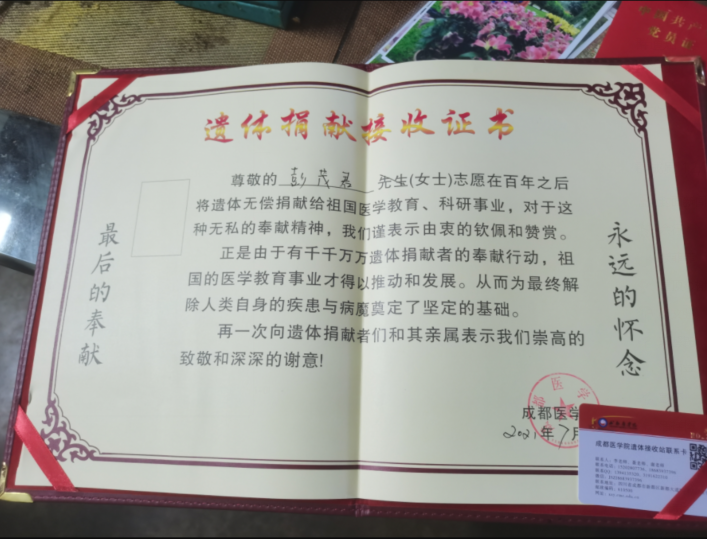 中国共产
党员证
遗体捐献接收证书
尊敬的 彭茂 先生(女士)志愿在百年之后
将遗体无偿捐献给祖国医学教育、科研事业，对于这
种无私的奉献精神，我们谨表示由衷的钦佩和赞赏。
正是由于有千千万万遗体捐献者的奉献行动，祖
国的医学教育事业才得以推动和发展。从而为最终解
除人类自身的疾患与病魔奠定了坚定的基础。
再一次向遗体捐献者们和其亲属表示我们崇高的
致敬和深深的谢意!
最后的奉献
永远的怀念
成都医学
2021年7月
成都医学院遗体接收站联系卡